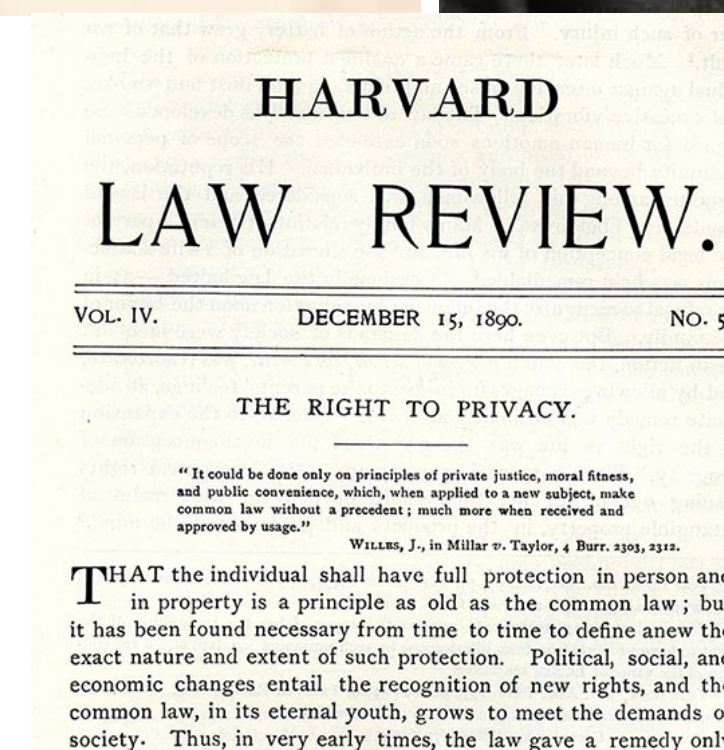 HARVARD
LAW REVIEW.
VOL. IV. DECEMBER 15, 1890. NO. 5
THE RIGHT TO PRIVACY.
"It could be done only on principles of private justice, moral fitness,
and public convenience, which, when applied to a new subject, make
common law without a precedent; much more when received and
approved by usage."
WILLES, J., in Millar v. Taylor, 4 Burr. 2303, 2312.
THAT the individual shall have full protection in person and
in property is a principle as old as the common law; but
it has been found necessary from time to time to define anew the
exact nature and extent of such protection. Political, social, and
economic changes entail the recognition of new rights, and the
common law, in its eternal youth, grows to meet the demands of
society. Thus, in very early times, the law gave a remedy only